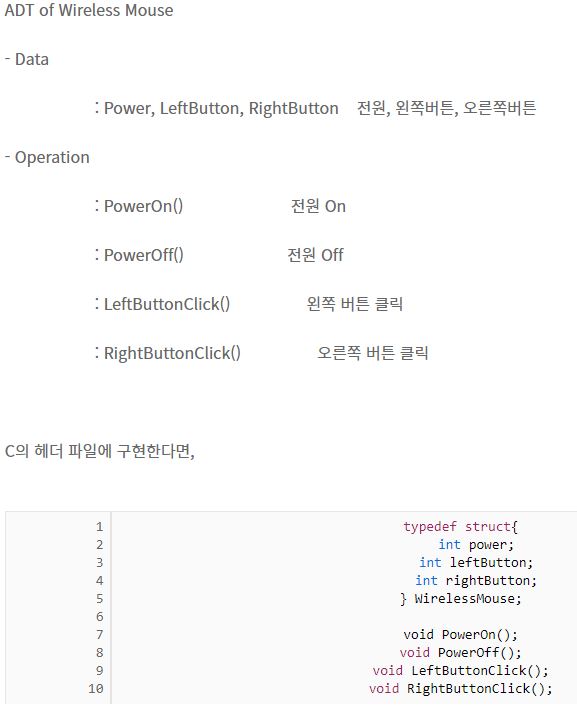 ADT of Wireless Mouse
- Data
: Power, LeftButton, RightButton 전원, 왼쪽버튼, 오른쪽버튼
- Operation
: PowerOn() 전원 On
: PowerOff() 전원 Off
: LeftButtonClick() 왼쪽 버튼 클릭
: RightButtonClick() 오른쪽 버튼 클릭
C의 헤더 파일에 구현한다면,
1 typedef struct{
2 int power;
3 int leftButton;
4 int rightButton;
5 } WirelessMouse;
6
7 void PowerOn();
8 void PowerOff();
9 void LeftButtonClick();
10 void RightButtonClick();